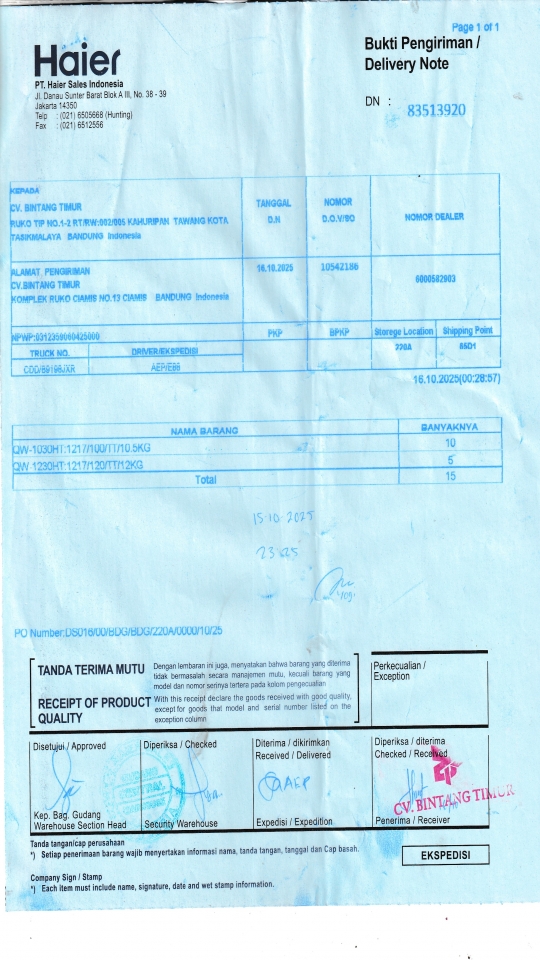 Page 1 of 1
Haier
Bukti Pengiriman /
Delivery Note
PT. Haier Sales Indonesia
Jl. Danau Sunter Barat Blok A III, No. 38 - 39
Jakarta 14350
Telp : (021) 6505668 (Hunting)
Fax : (021) 6512556
DN : 83513920
KEPADA
CV. BINTANG TIMUR
RUKO TIP NO.1-2 RT/RW:002/005 KAHURIPAN TAWANG KOTA
TASIKMALAYA BANDUNG Indonesia
TANGGAL
D.N
NOMOR
D.O.V/SO
NOMOR DEALER
ALAMAT PENGIRIMAN
CV.BINTANG TIMUR
KOMPLEK RUKO CIAMIS NO.13 CIAMIS BANDUNG Indonesia
16.10.2025
10542186
6000582903
NPWP:0312359060425000
PKP
BPKP
Storege Location
Shipping Point
TRUCK NO.
DRIVER/EKSPEDISI
220A
85D1
CDD/B9198JXR
16.10.2025(00:28:57)
NAMA BARANG
BANYAKNYA
QW-1030HT:1217/100/TT/10.5KG
10
QW-1230HT:1217/120/TT/12KG
5
Total
15
15-10-2025
23.25
Yogi
PO Number:DS016/00/BDG/BDG/220A/0000/10/25
TANDA TERIMA MUTU
Dengan lembaran ini juga, menyatakan bahwa barang yang diterima
tidak bermasalah secara manajemen mutu, kecuali barang yang
model dan nomor serinya tertera pada kolom pengecualian
RECEIPT OF PRODUCT
QUALITY
With this receipt declare the goods received with good quality,
except for goods that model and serial number listed on the
exception column
Perkecualian /
Exception
Disetujui / Approved
Diperiksa / Checked
Diterima / dikirimkan
Received / Delivered
Diperiksa / diterima
Checked / Received
AAEP
CV. BINTANG TIMUR
Kep. Bag. Gudang
Warehouse Section Head
Security Warehouse
Expedisi / Expedition
Penerima / Receiver
Tanda tangan/cap perusahaan
*) Setiap penerimaan barang wajib menyertakan informasi nama, tanda tangan, tanggal dan Cap basah.
EKSPEDISI
Company Sign / Stamp
*) Each item must include name, signature, date and wet stamp information.